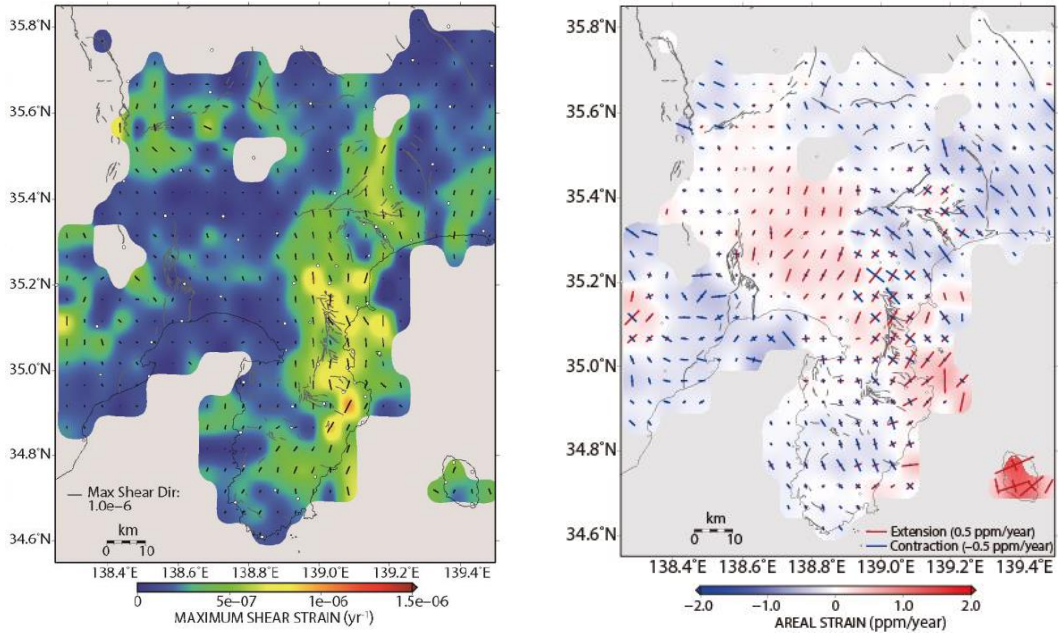 35.8°N
35.6°N
35.4°N
35.2°N
35.0°N
34.8°N
34.6°N
Max Shear Dir:
1.0e-6
km
0 10
138.4°E 138.6°E 138.8°E 139.0°E 139.2°E 139.4°E
0 5e-07 1e-06 1.5e-06
MAXIMUM SHEAR STRAIN (yr⁻¹)
35.8°N
35.6°N
35.4°N
35.2°N
35.0°N
34.8°N
34.6°N
km
0 10
Extension (0.5 ppm/year)
Contraction (−0.5 ppm/year)
138.4°E 138.6°E 138.8°E 139.0°E 139.2°E 139.4°E
−2.0 −1.0 0 1.0 2.0
AREAL STRAIN (ppm/year)